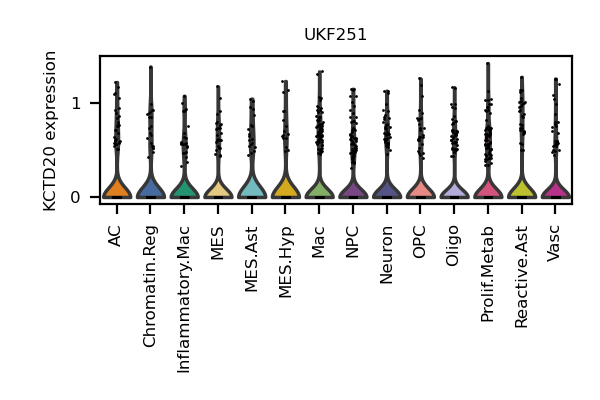 UKF251
KCTD20 expression
1
0
AC
Chromatin.Reg
Inflammatory.Mac
MES
MES.Ast
MES.Hyp
Mac
NPC
Neuron
OPC
Oligo
Prolif.Metab
Reactive.Ast
Vasc